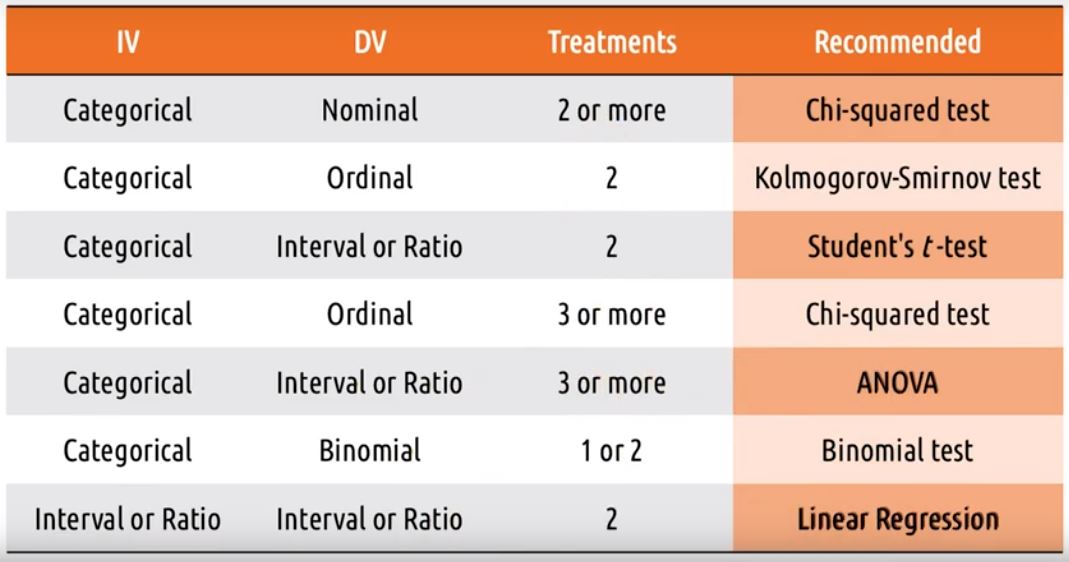 IV DV Treatments Recommended
Categorical Nominal 2 or more Chi-squared test
Categorical Ordinal 2 Kolmogorov-Smirnov test
Categorical Interval or Ratio 2 Student's t-test
Categorical Ordinal 3 or more Chi-squared test
Categorical Interval or Ratio 3 or more ANOVA
Categorical Binomial 1 or 2 Binomial test
Interval or Ratio Interval or Ratio 2 Linear Regression